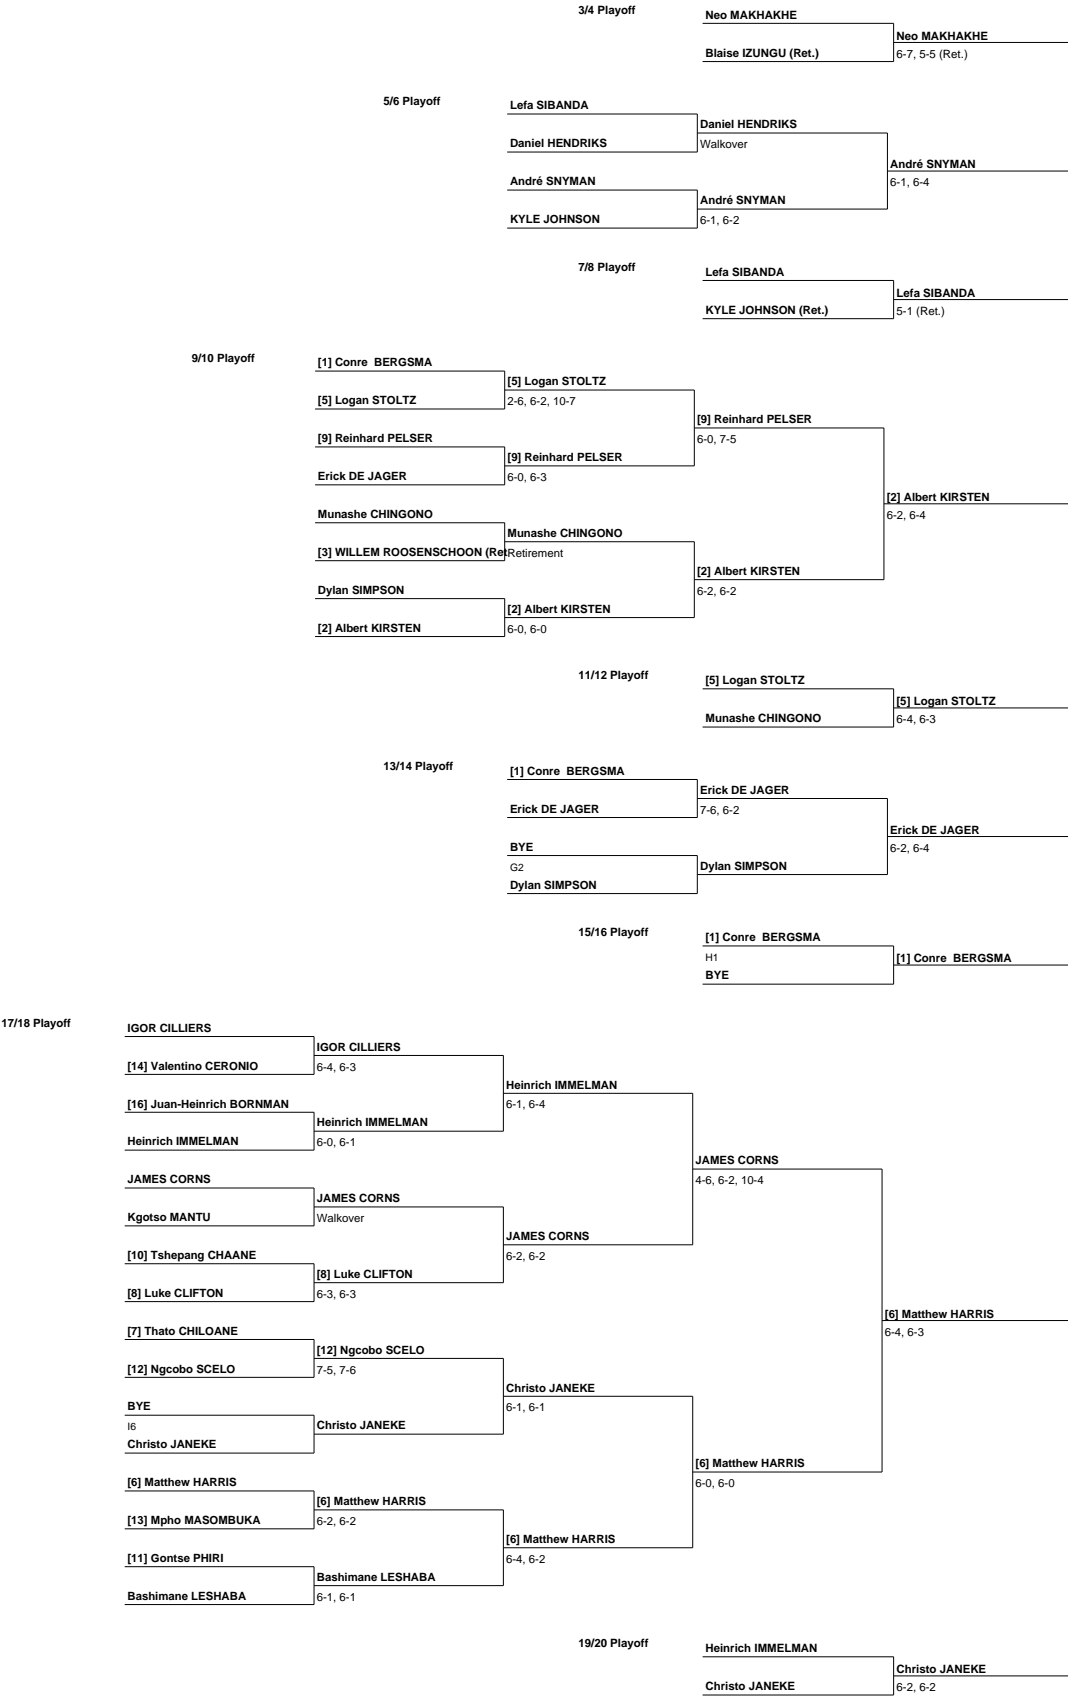 3/4 Playoff
Neo MAKHAKHE
Neo MAKHAKHE
Blaise IZUNGU (Ret.)
6-7, 5-5 (Ret.)
5/6 Playoff
Lefa SIBANDA
Daniel HENDRIKS
Daniel HENDRIKS
Walkover
André SNYMAN
André SNYMAN
6-1, 6-4
André SNYMAN
KYLE JOHNSON
6-1, 6-2
7/8 Playoff
Lefa SIBANDA
Lefa SIBANDA
KYLE JOHNSON (Ret.)
5-1 (Ret.)
9/10 Playoff
[1] Conre  BERGSMA
[5] Logan STOLTZ
[5] Logan STOLTZ
2-6, 6-2, 10-7
[9] Reinhard PELSER
[9] Reinhard PELSER
6-0, 7-5
[9] Reinhard PELSER
Erick DE JAGER
6-0, 6-3
[2] Albert KIRSTEN
Munashe CHINGONO
6-2, 6-4
Munashe CHINGONO
[3] WILLEM ROOSENSCHOON (Ret
Retirement
[2] Albert KIRSTEN
Dylan SIMPSON
6-2, 6-2
[2] Albert KIRSTEN
[2] Albert KIRSTEN
6-0, 6-0
11/12 Playoff
[5] Logan STOLTZ
[5] Logan STOLTZ
Munashe CHINGONO
6-4, 6-3
13/14 Playoff
[1] Conre  BERGSMA
Erick DE JAGER
Erick DE JAGER
7-6, 6-2
Erick DE JAGER
BYE
6-2, 6-4
G2
Dylan SIMPSON
Dylan SIMPSON
15/16 Playoff
[1] Conre  BERGSMA
H1
[1] Conre  BERGSMA
BYE
17/18 Playoff
IGOR CILLIERS
IGOR CILLIERS
[14] Valentino CERONIO
6-4, 6-3
Heinrich IMMELMAN
[16] Juan-Heinrich BORNMAN
6-1, 6-4
Heinrich IMMELMAN
Heinrich IMMELMAN
6-0, 6-1
JAMES CORNS
JAMES CORNS
4-6, 6-2, 10-4
JAMES CORNS
Kgotso MANTU
Walkover
JAMES CORNS
[10] Tshepang CHAANE
6-2, 6-2
[8] Luke CLIFTON
[8] Luke CLIFTON
6-3, 6-3
[6] Matthew HARRIS
[7] Thato CHILOANE
6-4, 6-3
[12] Ngcobo SCELO
[12] Ngcobo SCELO
7-5, 7-6
Christo JANEKE
BYE
6-1, 6-1
I6
Christo JANEKE
Christo JANEKE
[6] Matthew HARRIS
[6] Matthew HARRIS
6-0, 6-0
[6] Matthew HARRIS
[13] Mpho MASOMBUKA
6-2, 6-2
[6] Matthew HARRIS
[11] Gontse PHIRI
6-4, 6-2
Bashimane LESHABA
Bashimane LESHABA
6-1, 6-1
19/20 Playoff
Heinrich IMMELMAN
Christo JANEKE
Christo JANEKE
6-2, 6-2